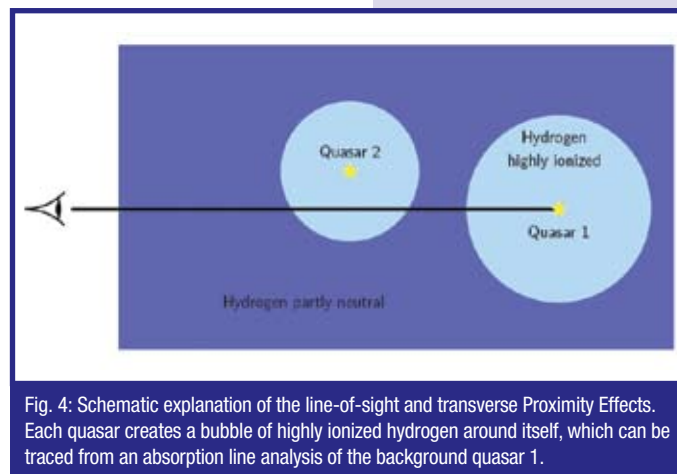 Quasar 2
Hydrogen
highly ionized
Quasar 1
Hydrogen partly neutral
Fig. 4: Schematic explanation of the line-of-sight and transverse Proximity Effects.
Each quasar creates a bubble of highly ionized hydrogen around itself, which can be
traced from an absorption line analysis of the background quasar 1.